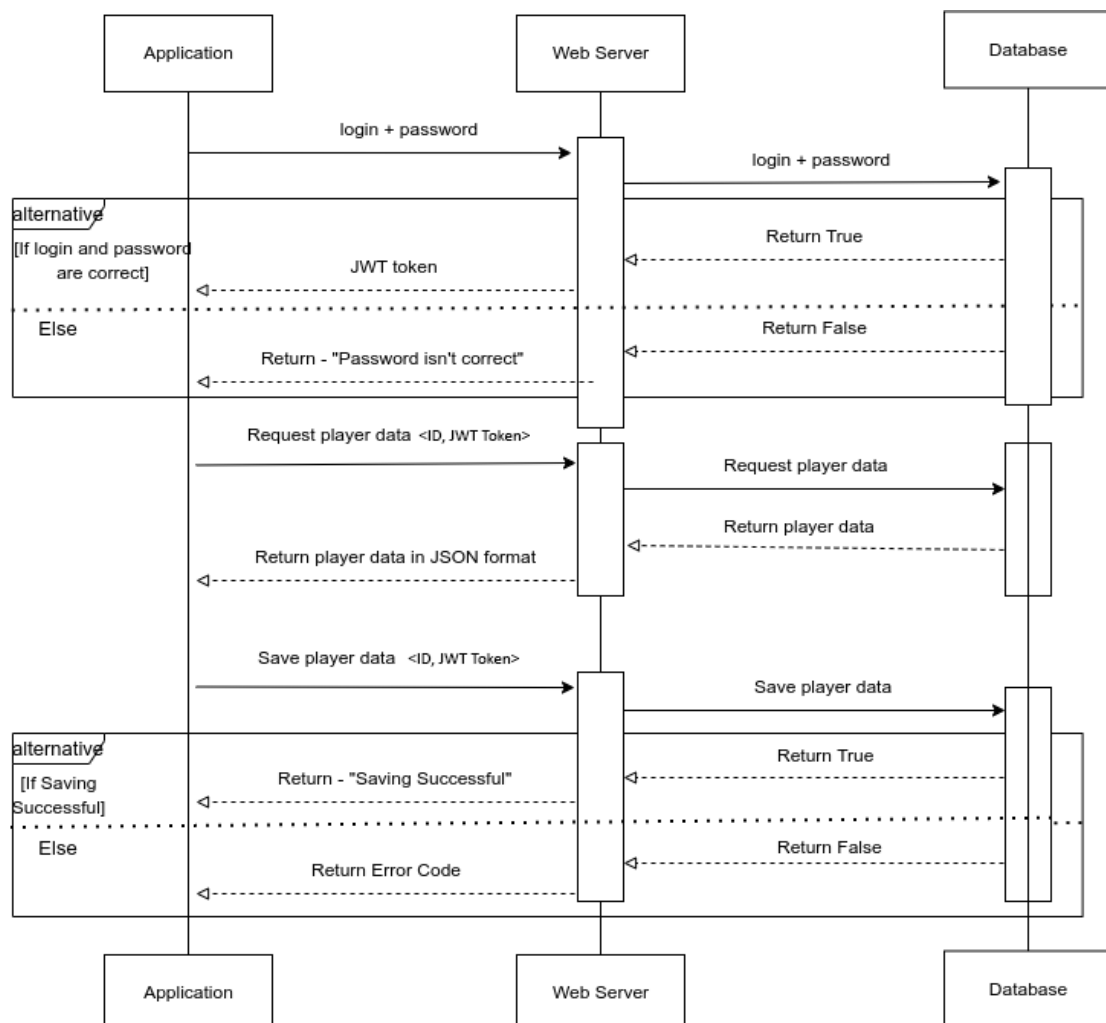 Application
Web Server
Database
login + password
login + password
alternative
[If login and password
are correct]
Return True
JWT token
Else
Return False
Return - "Password isn't correct"
Request player data <ID, JWT Token>
Request player data
Return player data
Return player data in JSON format
Save player data <ID, JWT Token>
Save player data
alternative
[If Saving
Successful]
Return True
Return - "Saving Successful"
Else
Return False
Return Error Code
Application
Web Server
Database